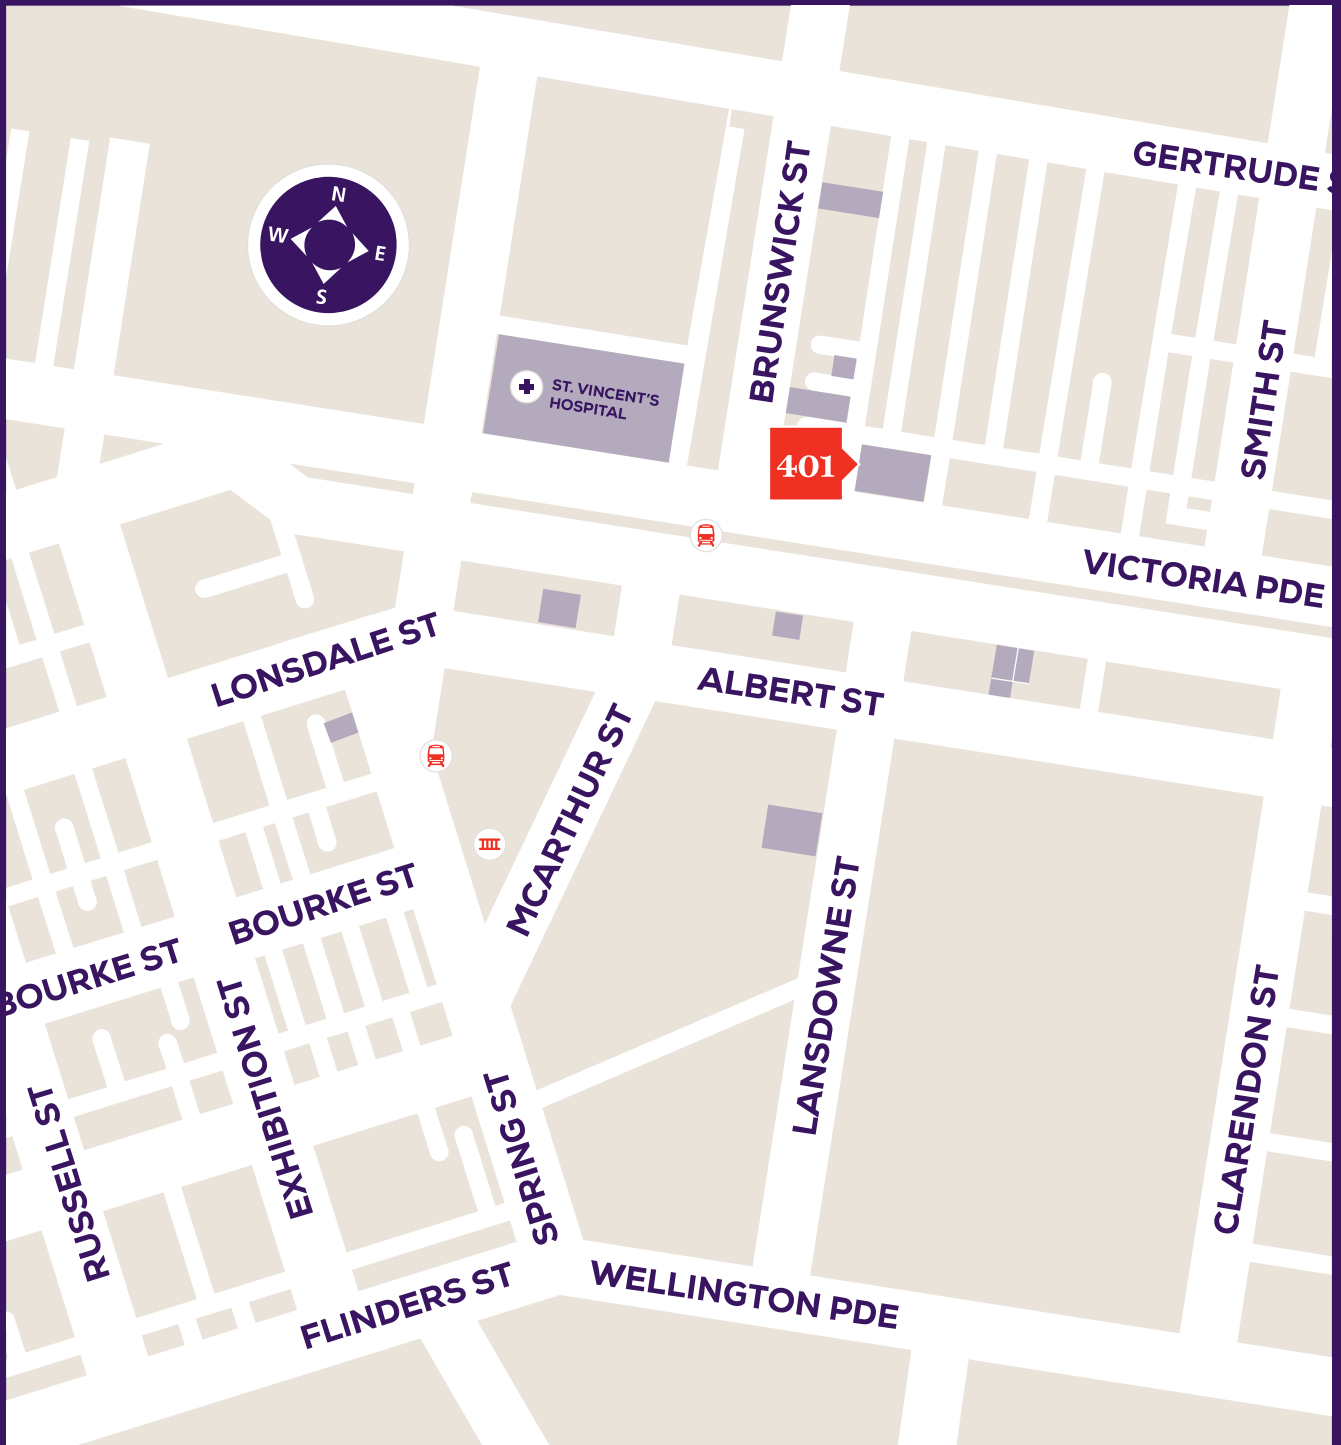 GERTRUDE S
N
W
E
S
BRUNSWICK ST
SMITH ST
ST. VINCENT'S
HOSPITAL
401
VICTORIA PDE
LONSDALE ST
ALBERT ST
MCARTHUR ST
BOURKE ST
BOURKE ST
LANSDOWNE ST
EXHIBITION ST
CLARENDON ST
SPRING ST
RUSSELL ST
FLINDERS ST
WELLINGTON PDE